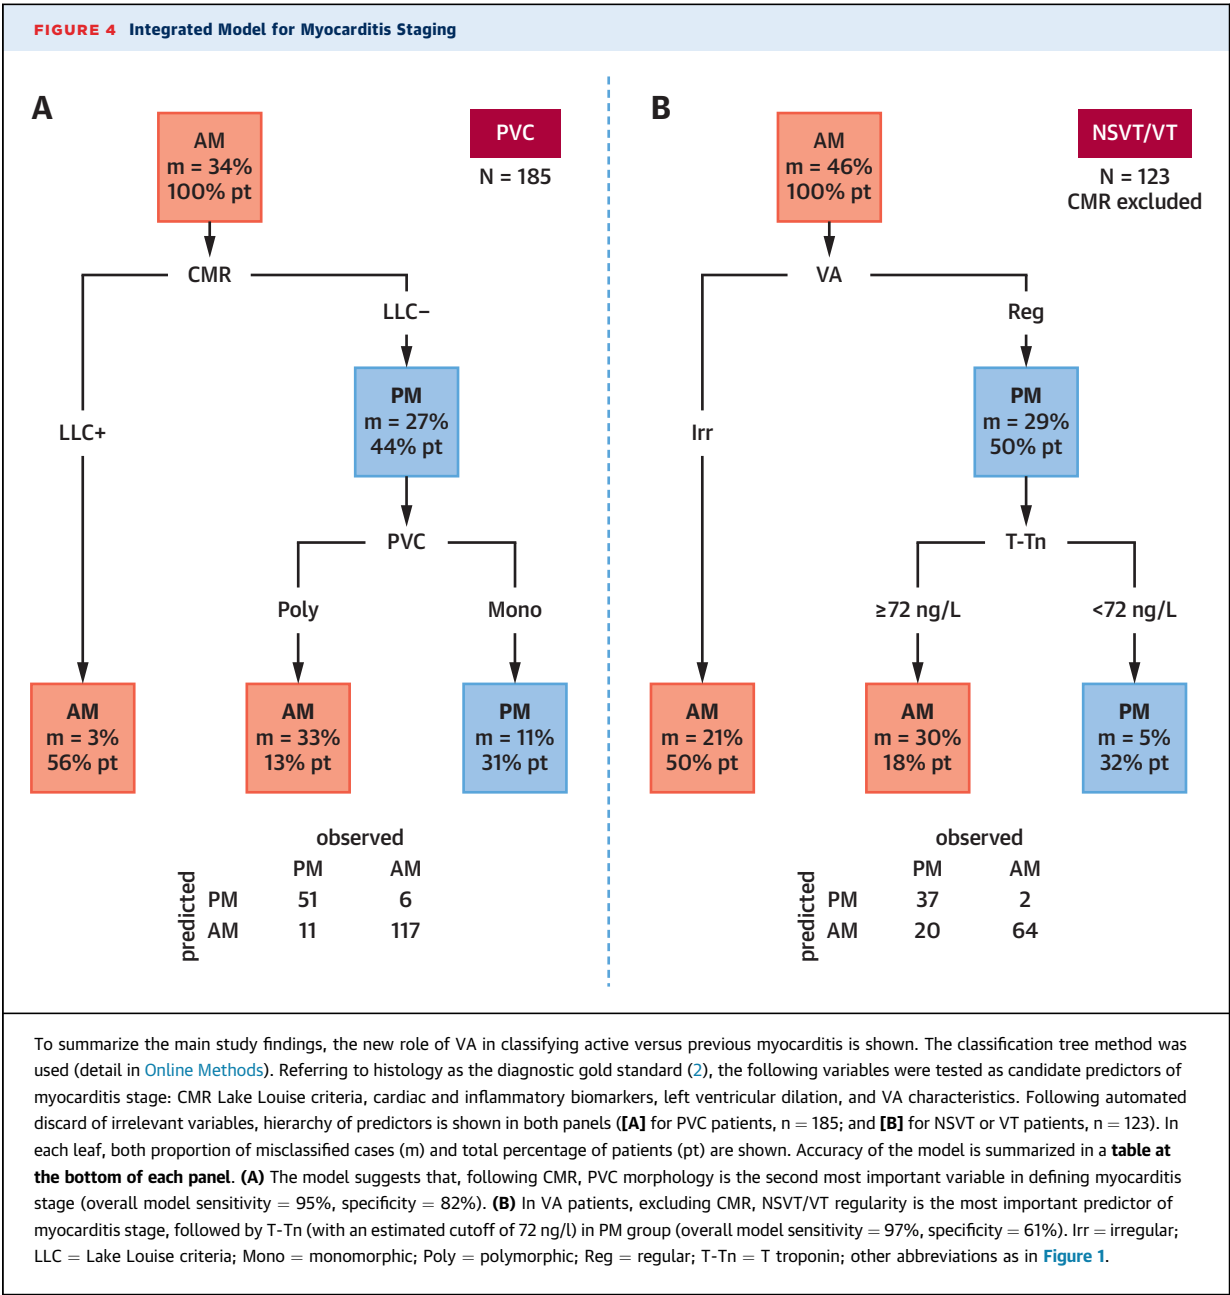 FIGURE 4 Integrated Model for Myocarditis Staging
A
AM
m = 34%
100% pt
PVC
N = 185
CMR
LLC−
LLC+
PM
m = 27%
44% pt
PVC
Poly
Mono
AM
m = 3%
56% pt
AM
m = 33%
13% pt
PM
m = 11%
31% pt
observed
PM AM
predicted
PM 51 6
AM 11 117
B
AM
m = 46%
100% pt
NSVT/VT
N = 123
CMR excluded
VA
Reg
Irr
PM
m = 29%
50% pt
T-Tn
≥72 ng/L
<72 ng/L
AM
m = 21%
50% pt
AM
m = 30%
18% pt
PM
m = 5%
32% pt
observed
PM AM
predicted
PM 37 2
AM 20 64
To summarize the main study findings, the new role of VA in classifying active versus previous myocarditis is shown. The classification tree method was
used (detail in Online Methods). Referring to histology as the diagnostic gold standard (2), the following variables were tested as candidate predictors of
myocarditis stage: CMR Lake Louise criteria, cardiac and inflammatory biomarkers, left ventricular dilation, and VA characteristics. Following automated
discard of irrelevant variables, hierarchy of predictors is shown in both panels ([A] for PVC patients, n = 185; and [B] for NSVT or VT patients, n = 123). In
each leaf, both proportion of misclassified cases (m) and total percentage of patients (pt) are shown. Accuracy of the model is summarized in a table at
the bottom of each panel. (A) The model suggests that, following CMR, PVC morphology is the second most important variable in defining myocarditis
stage (overall model sensitivity = 95%, specificity = 82%). (B) In VA patients, excluding CMR, NSVT/VT regularity is the most important predictor of
myocarditis stage, followed by T-Tn (with an estimated cutoff of 72 ng/l) in PM group (overall model sensitivity = 97%, specificity = 61%). Irr = irregular;
LLC = Lake Louise criteria; Mono = monomorphic; Poly = polymorphic; Reg = regular; T-Tn = T troponin; other abbreviations as in Figure 1.